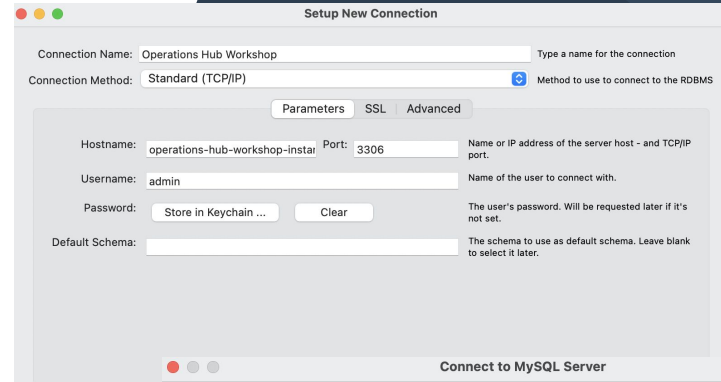 Setup New Connection
Connection Name: Operations Hub Workshop Type a name for the connection
Connection Method: Standard (TCP/IP) Method to use to connect to the RDBMS
Parameters SSL Advanced
Hostname: operations-hub-workshop-instan Port: 3306 Name or IP address of the server host - and TCP/IP
port.
Username: admin Name of the user to connect with.
Password: Store in Keychain ... Clear The user's password. Will be requested later if it's
not set.
Default Schema: The schema to use as default schema. Leave blank
to select it later.
Connect to MySQL Server